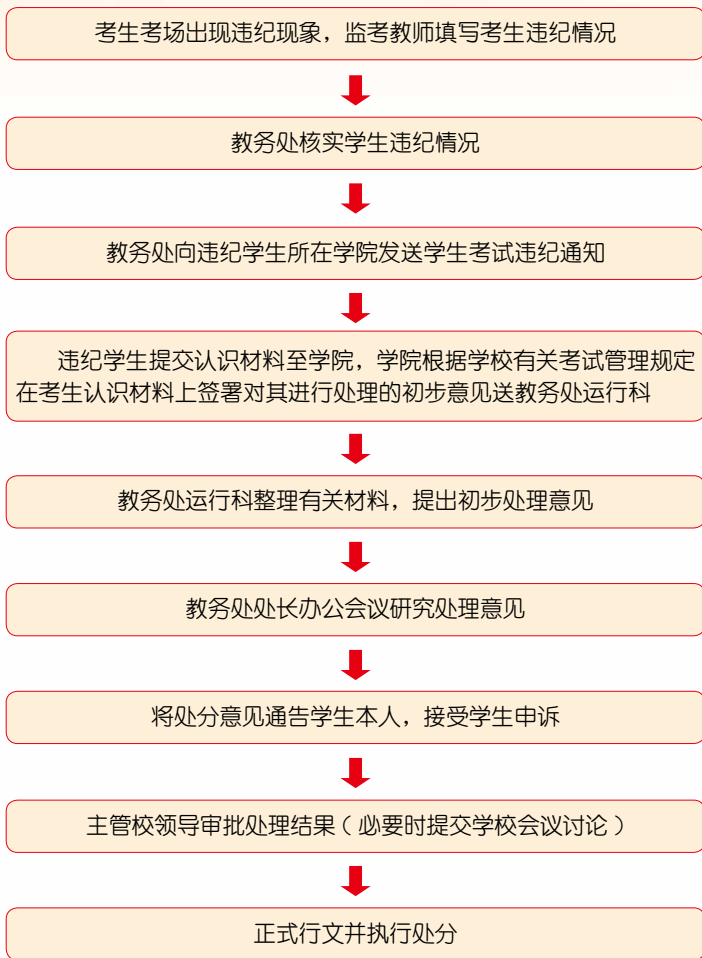 考生考场出现违纪现象，监考教师填写考生违纪情况
教务处核实学生违纪情况
教务处向违纪学生所在学院发送学生考试违纪通知
违纪学生提交认识材料至学院，学院根据学校有关考试管理规定
在考生认识材料上签署对其进行处理的初步意见送教务处运行科
教务处运行科整理有关材料，提出初步处理意见
教务处处长办公会议研究处理意见
将处分意见通告学生本人，接受学生申诉
主管校领导审批处理结果（必要时提交学校会议讨论）
正式行文并执行处分